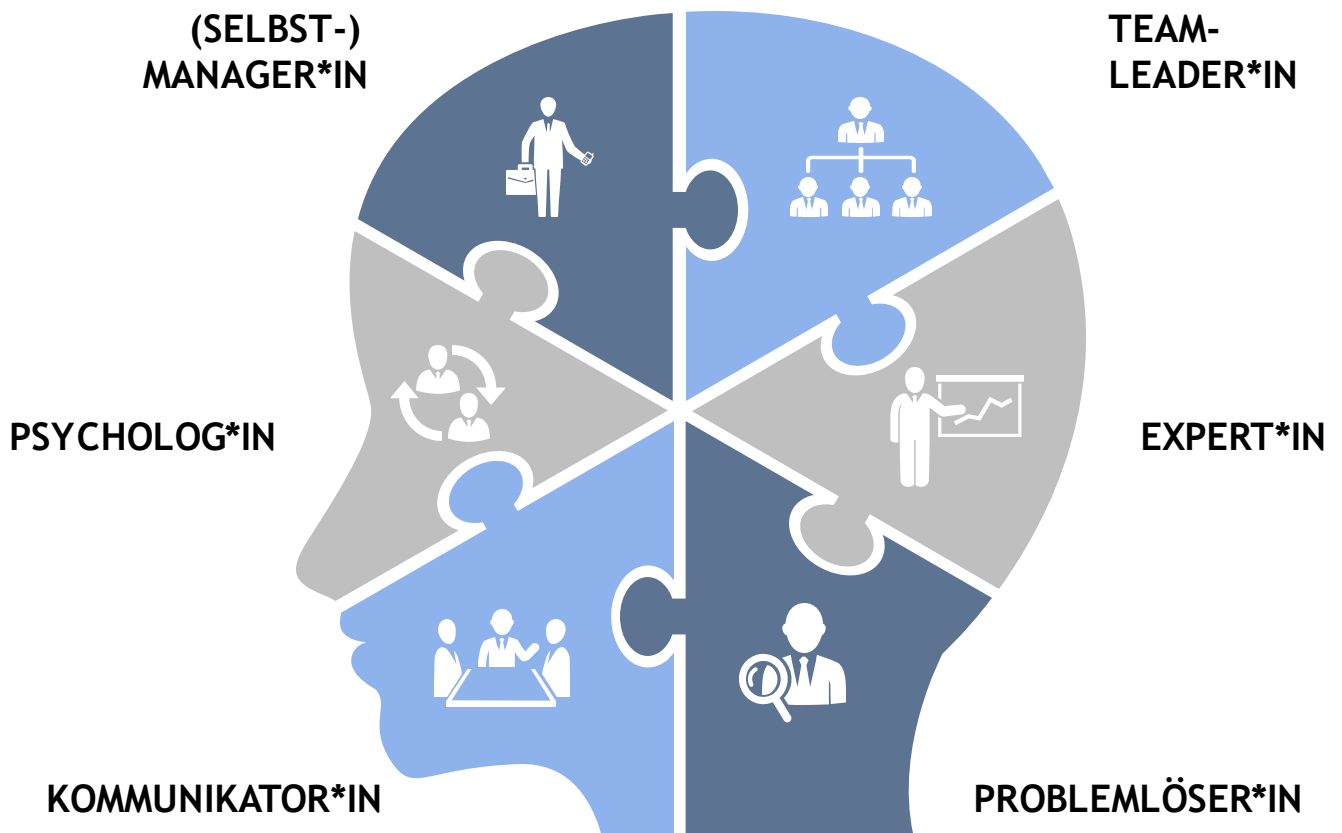 (SELBST-)
MANAGER*IN
TEAM-
LEADER*IN
PSYCHOLOG*IN
EXPERT*IN
KOMMUNIKATOR*IN
PROBLEMLÖSER*IN